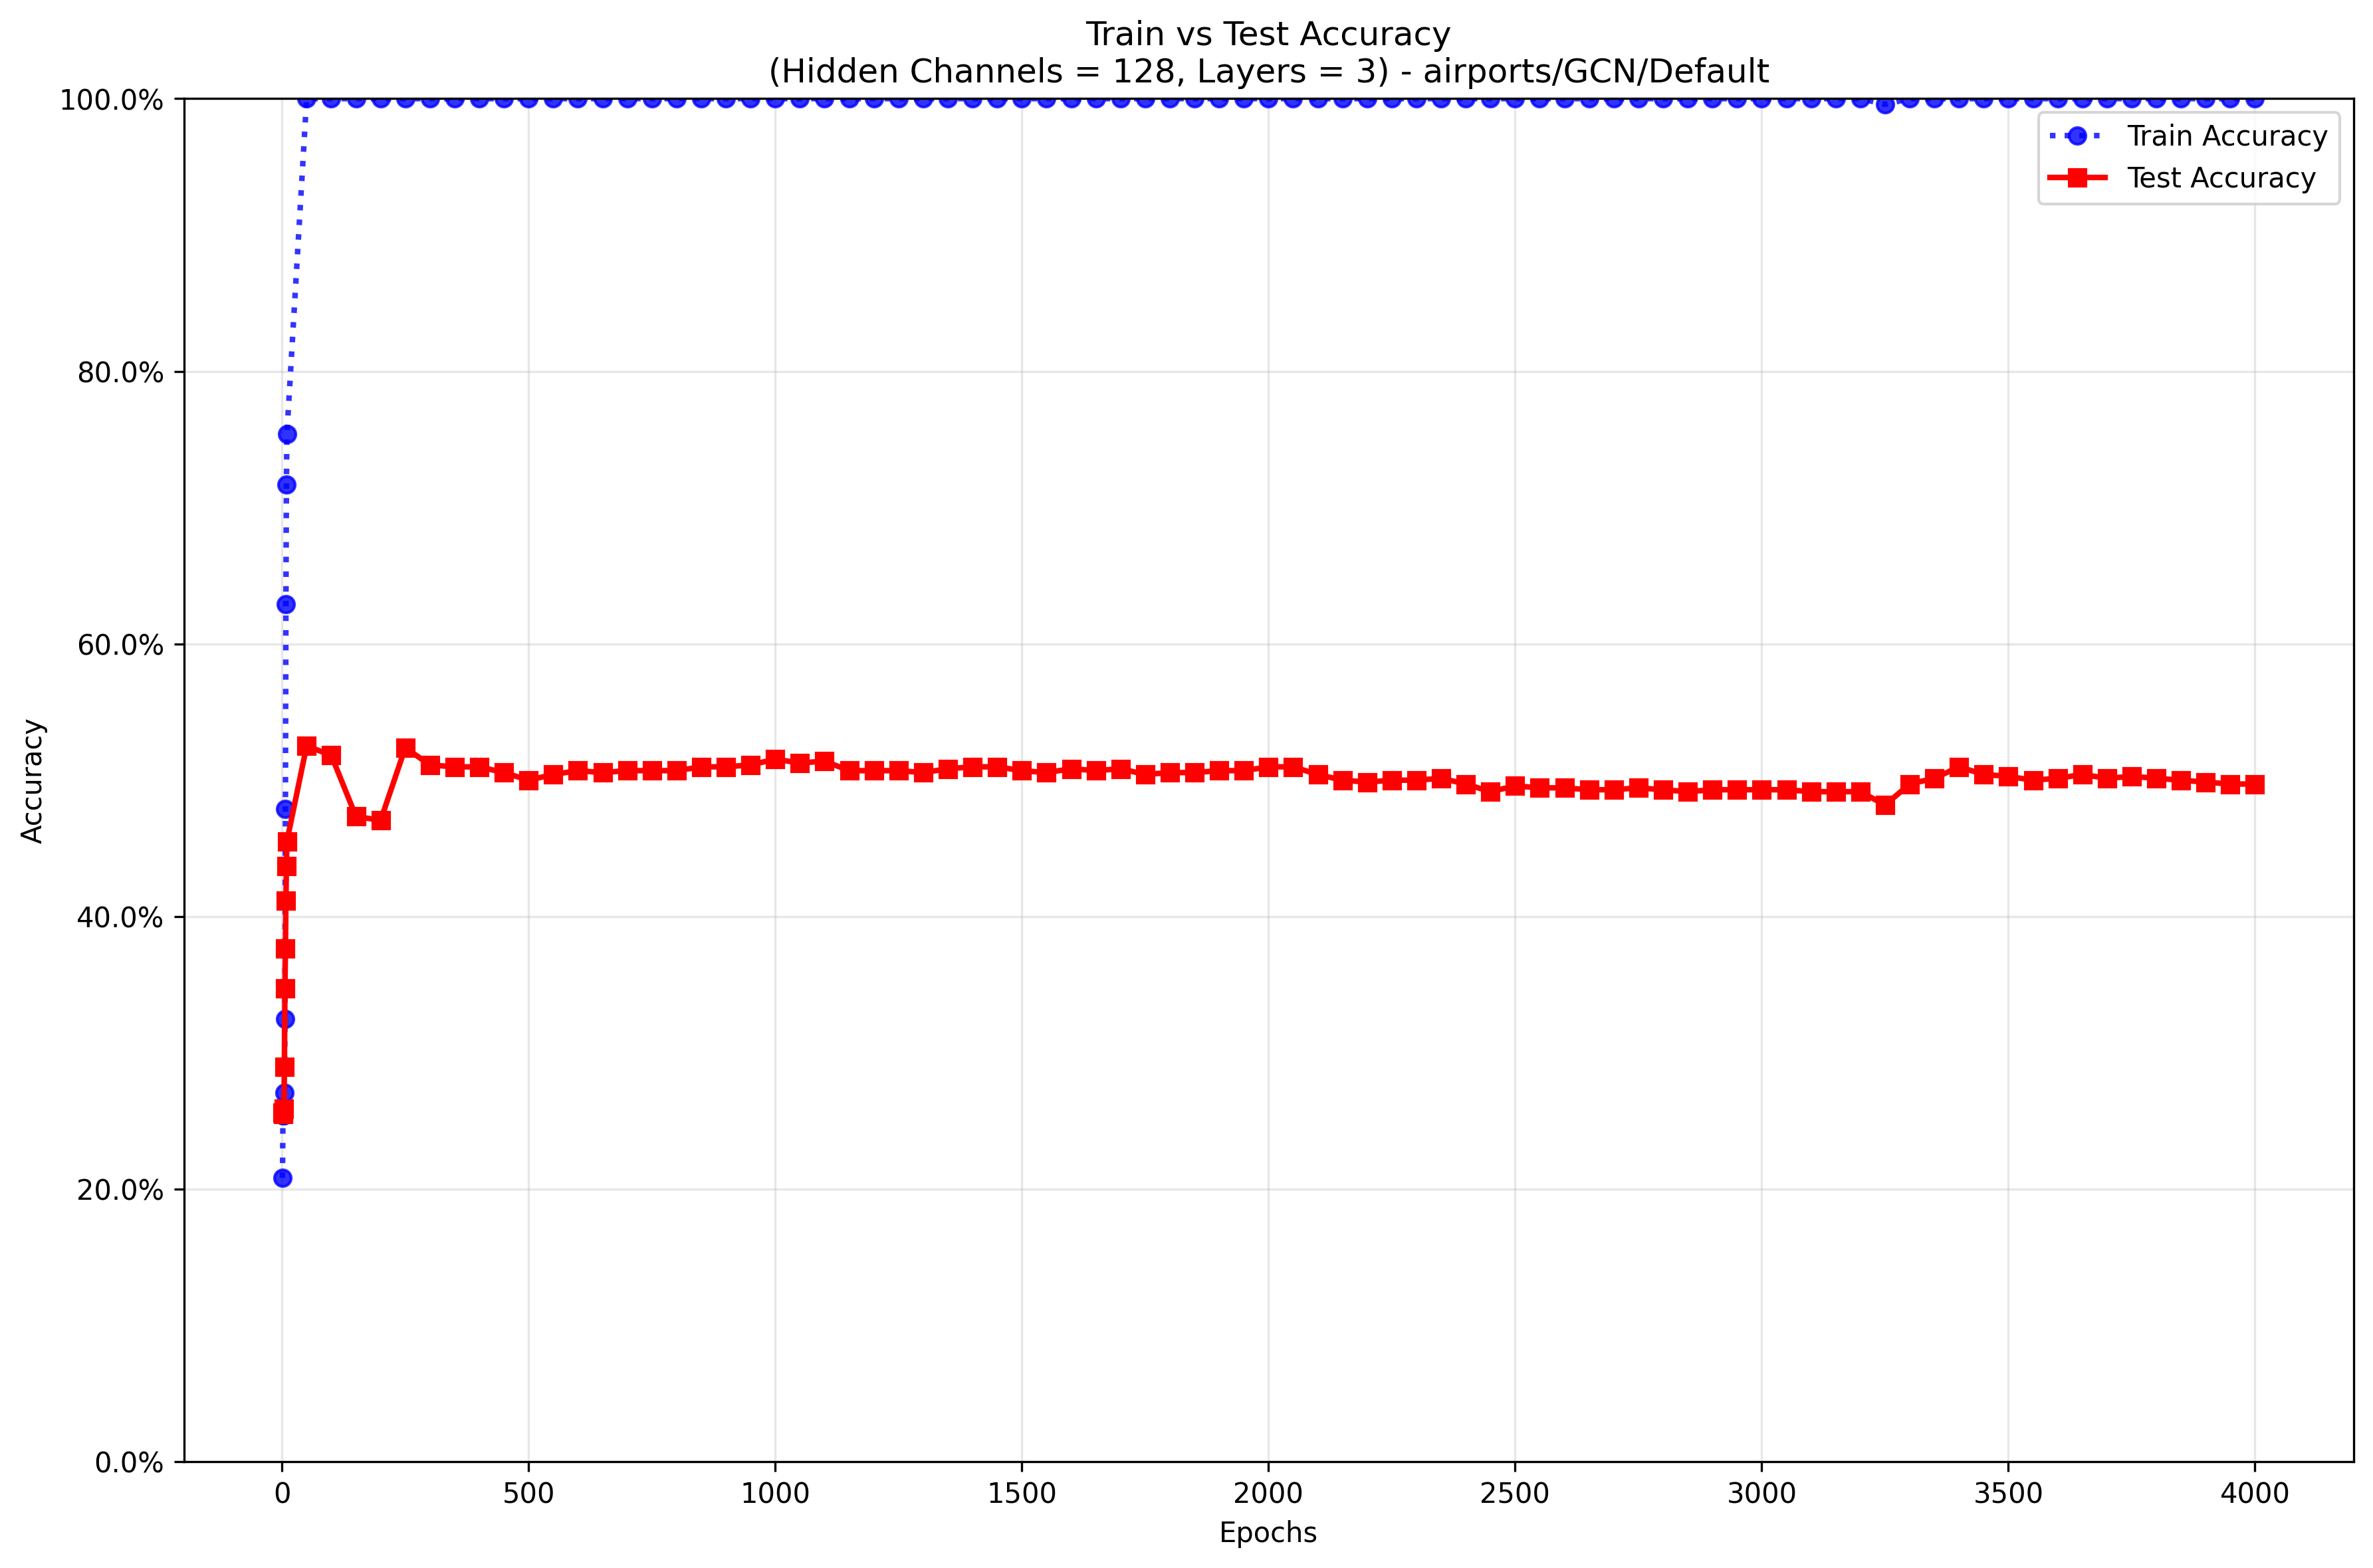 Train vs Test Accuracy
(Hidden Channels = 128, Layers = 3) - airports/GCN/Default
100.0%
80.0%
60.0%
40.0%
20.0%
0.0%
Accuracy
Train Accuracy
Test Accuracy
0 500 1000 1500 2000 2500 3000 3500 4000
Epochs